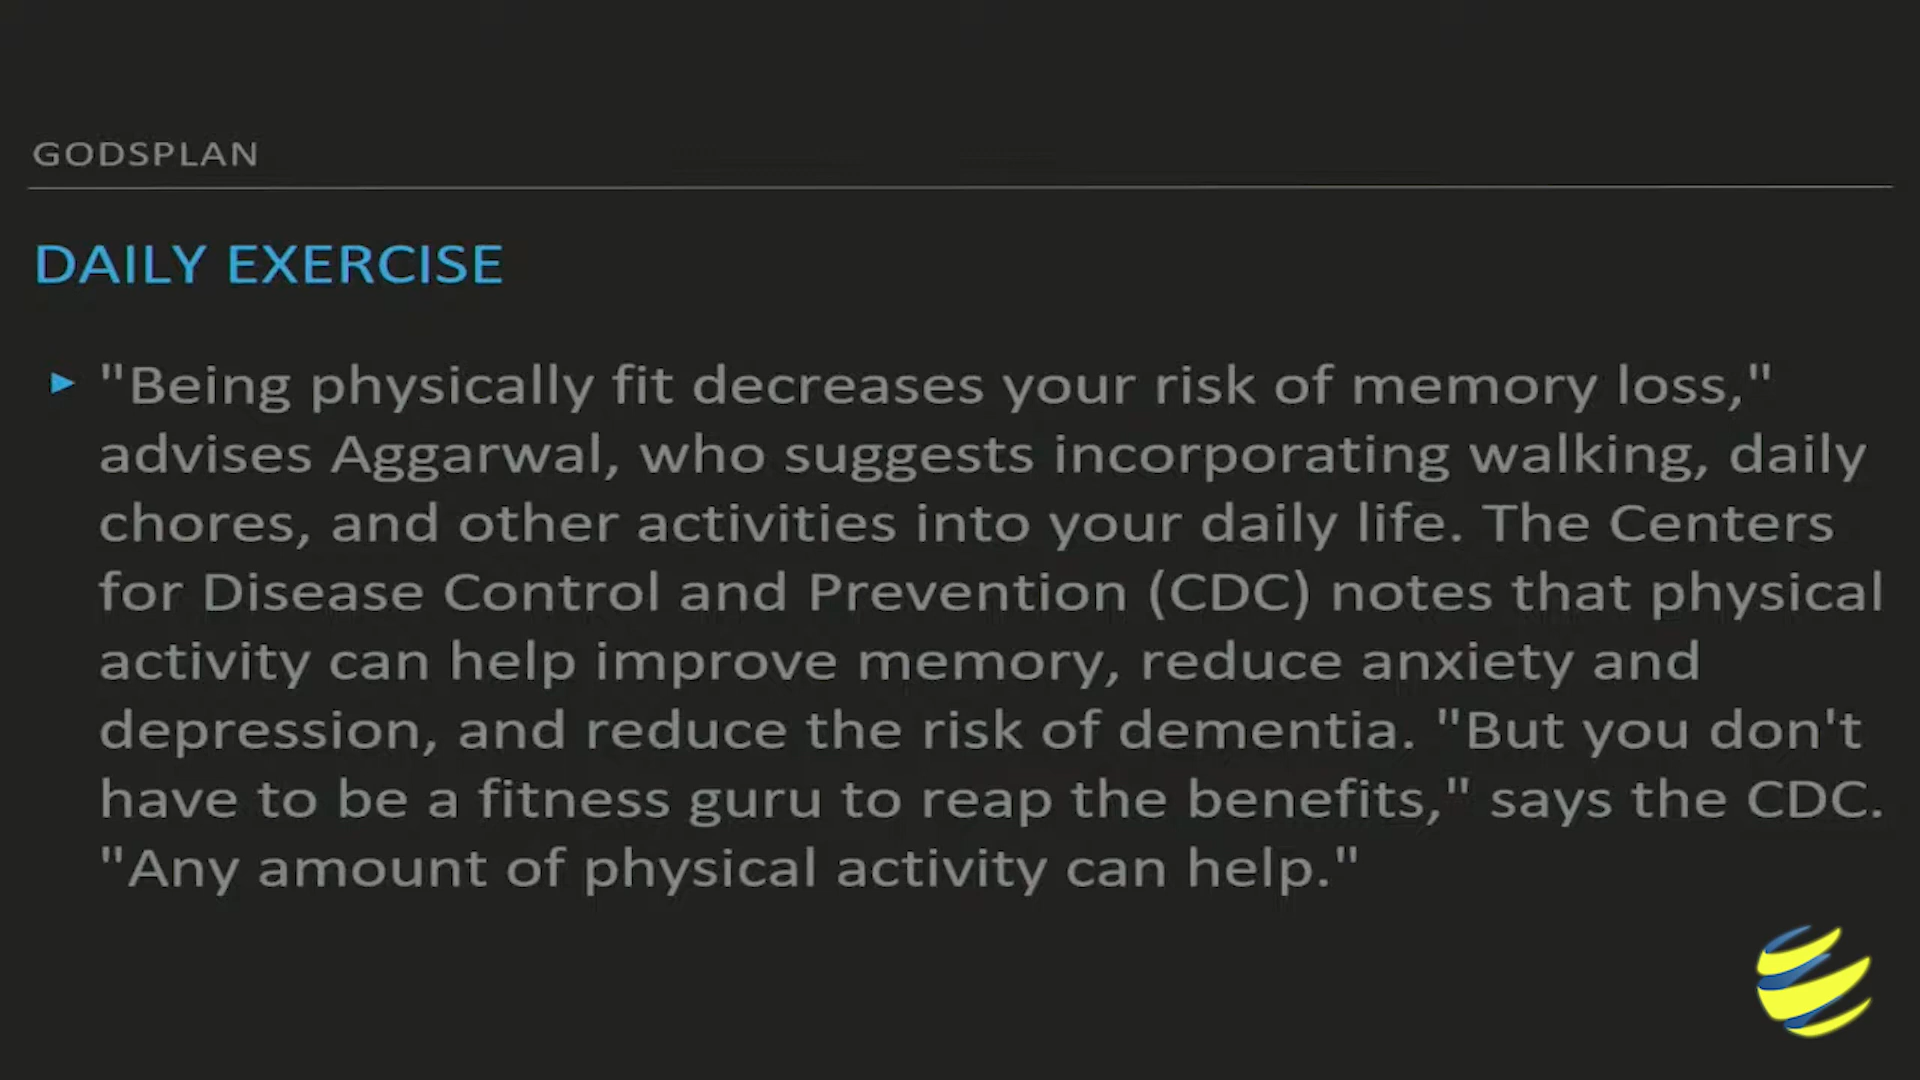 GODSPLAN
DAILY EXERCISE
"Being physically fit decreases your risk of memory loss,"
advises Aggarwal, who suggests incorporating walking, daily
chores, and other activities into your daily life. The Centers
for Disease Control and Prevention (CDC) notes that physical
activity can help improve memory, reduce anxiety and
depression, and reduce the risk of dementia. "But you don't
have to be a fitness guru to reap the benefits," says the CDC.
"Any amount of physical activity can help."